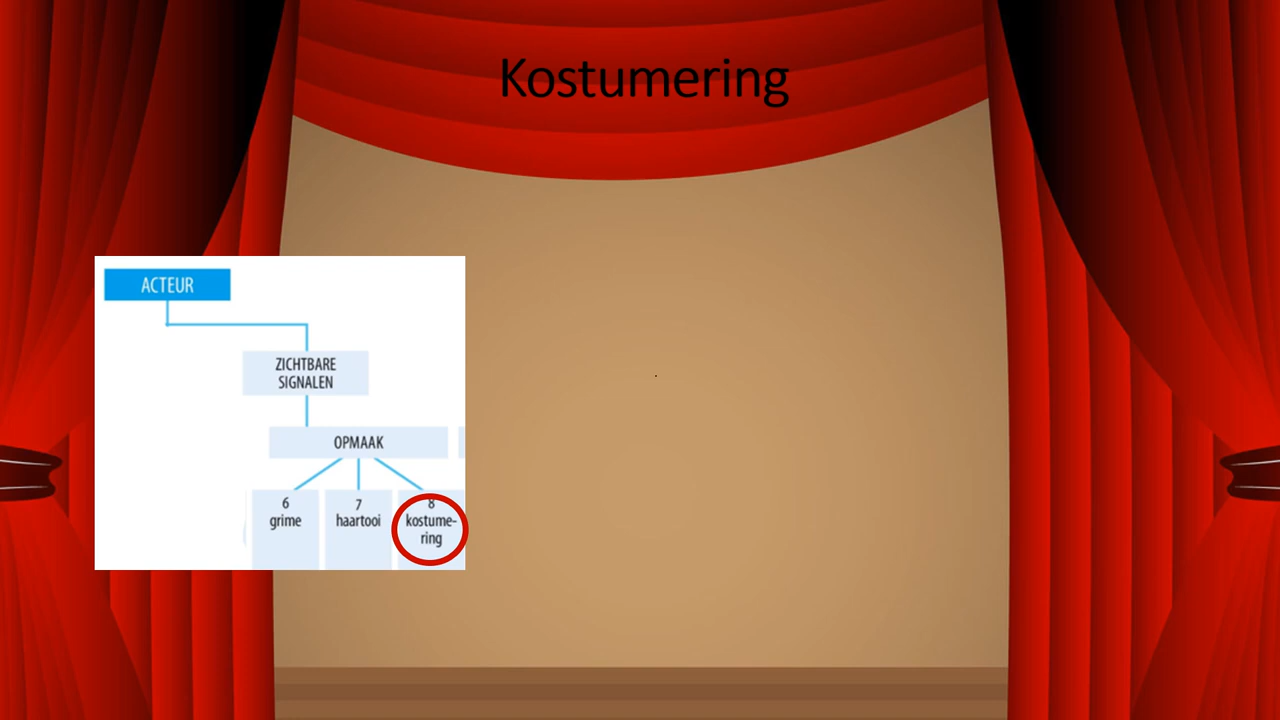 Kostumering
ACTEUR
ZICHTBARE
SIGNALEN
OPMAAK
6
grime
7
haartooi
8
kostume-
ring